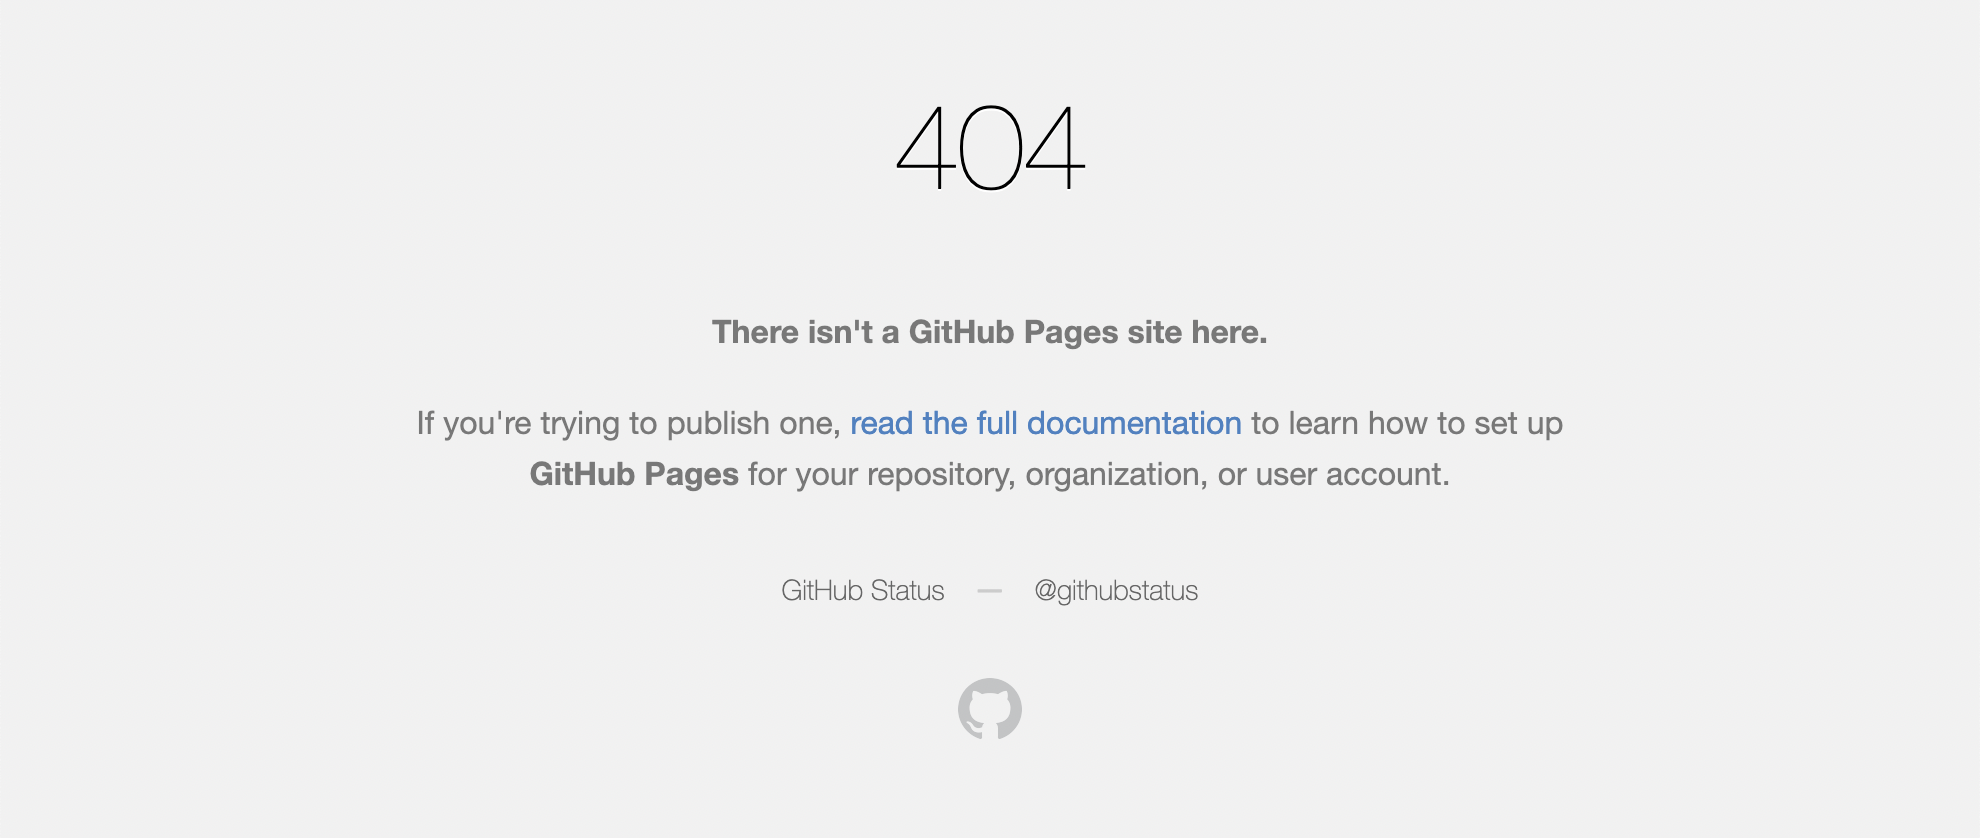 404
There isn't a GitHub Pages site here.
If you're trying to publish one, read the full documentation to learn how to set up
GitHub Pages for your repository, organization, or user account.
GitHub Status — @githubstatus